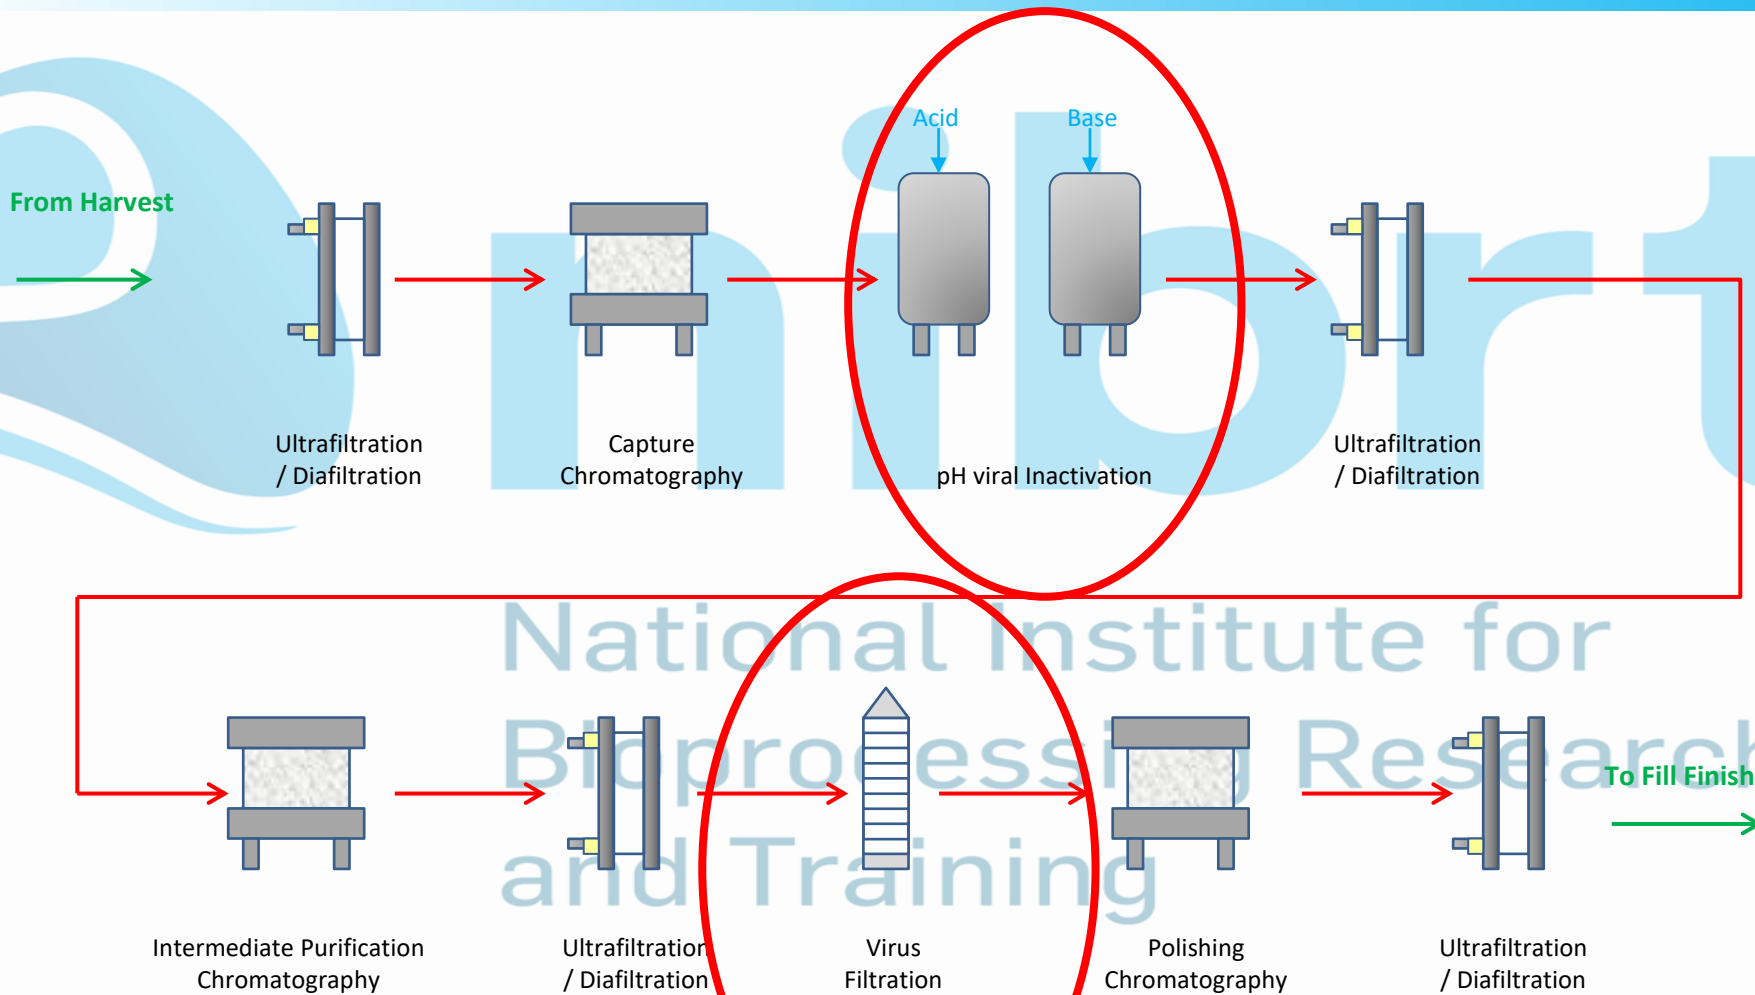 Acid
Base
From Harvest
Ultrafiltration
/ Diafiltration
Capture
Chromatography
pH viral Inactivation
Ultrafiltration
/ Diafiltration
nibrt
National Institute for
Bioprocessing Research
and Training
To Fill Finish
Intermediate Purification
Chromatography
Ultrafiltration
/ Diafiltration
Virus
Filtration
Polishing
Chromatography
Ultrafiltration
/ Diafiltration